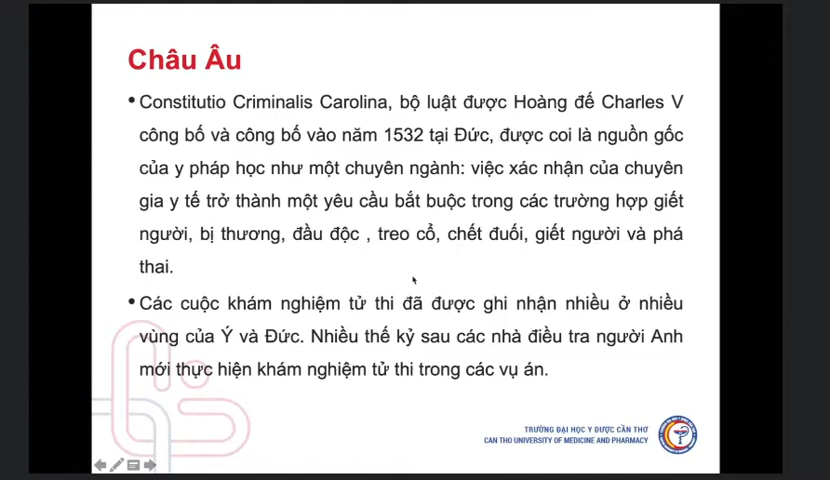 Châu Âu
• Constitutio Criminalis Carolina, bộ luật được Hoàng đế Charles V
công bố và công bố vào năm 1532 tại Đức, được coi là nguồn gốc
của y pháp học như một chuyên ngành: việc xác nhận của chuyên
gia y tế trở thành một yêu cầu bắt buộc trong các trường hợp giết
người, bị thương, đầu độc , treo cổ, chết đuối, giết người và phá
thai.
• Các cuộc khám nghiệm tử thi đã được ghi nhận nhiều ở nhiều
vùng của Ý và Đức. Nhiều thế kỷ sau các nhà điều tra người Anh
mới thực hiện khám nghiệm tử thi trong các vụ án.
TRƯỜNG ĐẠI HỌC Y DƯỢC CẦN THƠ
CAN THO UNIVERSITY OF MEDICINE AND PHARMACY